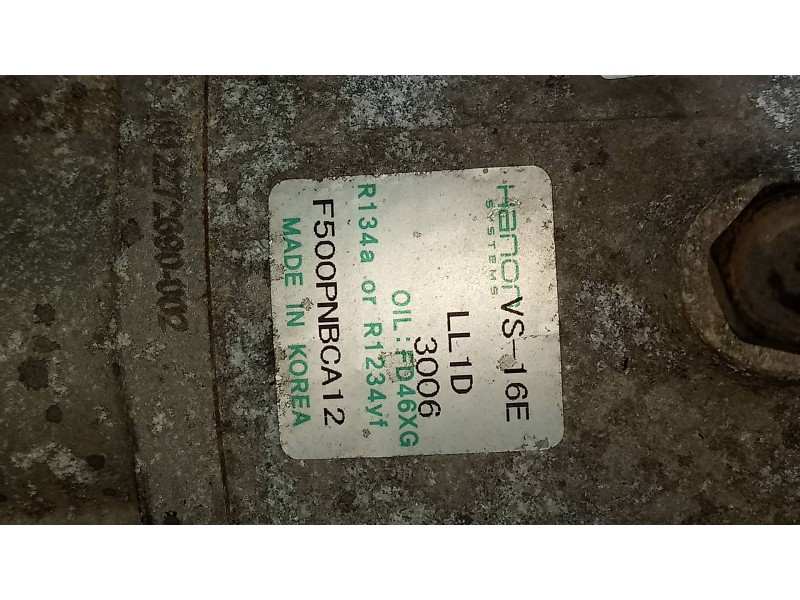 Hanon VS-16E
SYSTEMS
LL1D
3006
OIL:FD46XG
R134a or R1234yf
F500PNBCA12
MADE IN KOREA